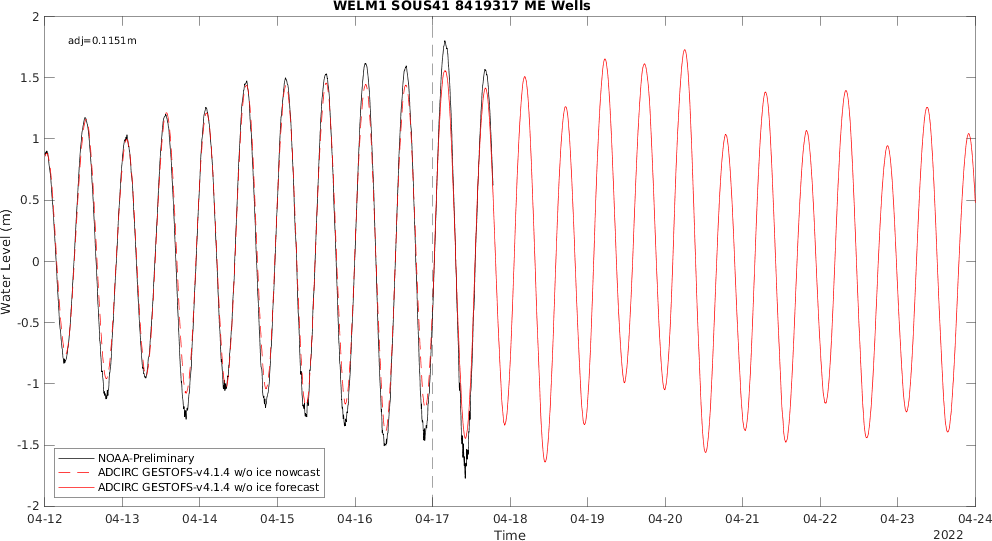 WELM1 SOUS41 8419317 ME Wells
adj=0.1151m
Water Level (m)
2
1.5
1
0.5
0
-0.5
-1
-1.5
-2
NOAA-Preliminary
ADCIRC GESTOFS-v4.1.4 w/o ice nowcast
ADCIRC GESTOFS-v4.1.4 w/o ice forecast
04-12 04-13 04-14 04-15 04-16 04-17 04-18 04-19 04-20 04-21 04-22 04-23 04-24
Time
2022